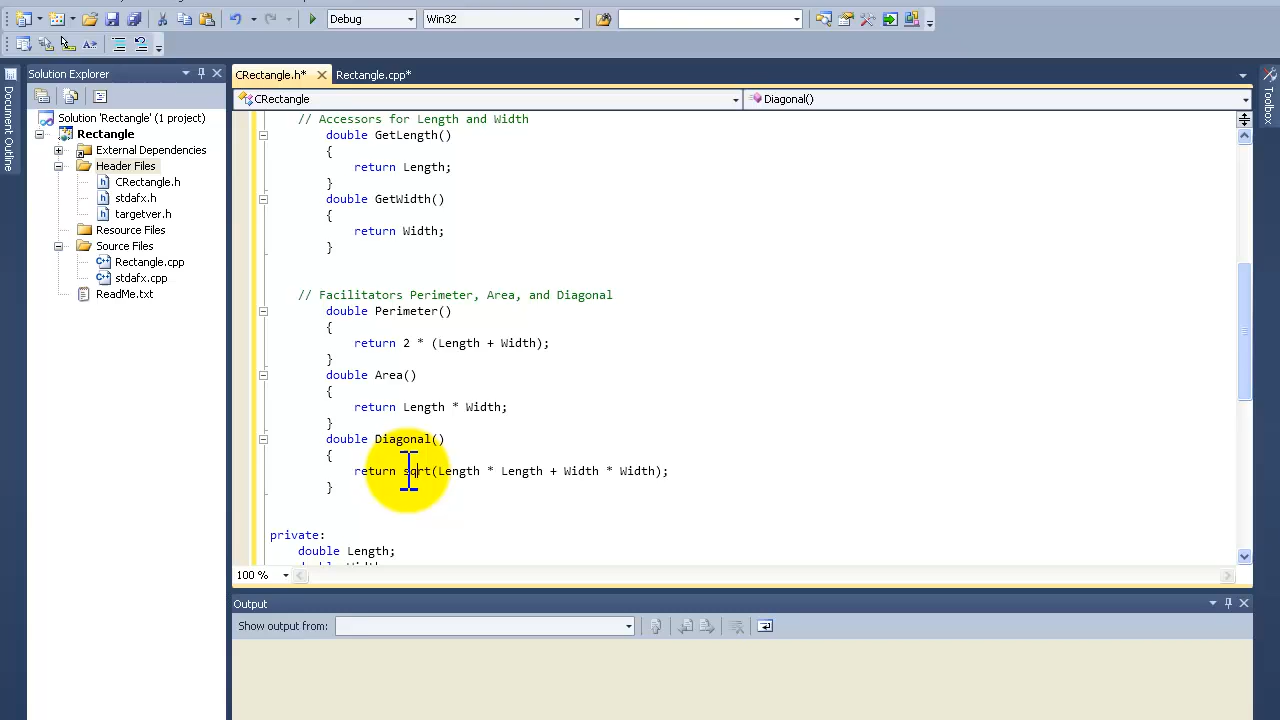 Debug
Win32
Document Outline
Solution Explorer
Solution 'Rectangle' (1 project)
Rectangle
External Dependencies
Header Files
CRectangle.h
stdafx.h
targetver.h
Resource Files
Source Files
Rectangle.cpp
stdafx.cpp
ReadMe.txt
CRectangle.h*
Rectangle.cpp*
CRectangle
Diagonal()
// Accessors for Length and Width
double GetLength()
{
return Length;
}
double GetWidth()
{
return Width;
}
// Facilitators Perimeter, Area, and Diagonal
double Perimeter()
{
return 2 * (Length + Width);
}
double Area()
{
return Length * Width;
}
double Diagonal()
{
return sqrt(Length * Length + Width * Width);
}
private:
double Length;
100 %
Toolbox
Output
Show output from: